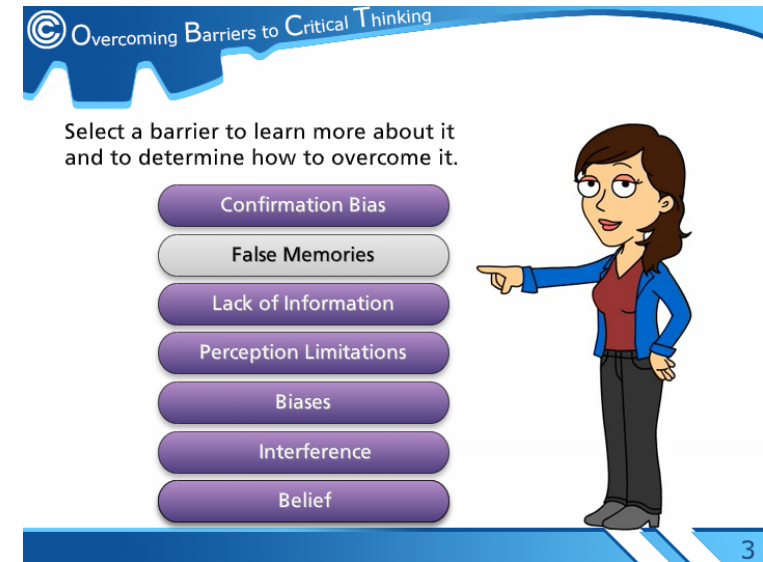 © Overcoming Barriers to Critical Thinking
Select a barrier to learn more about it
and to determine how to overcome it.
Confirmation Bias
False Memories
Lack of Information
Perception Limitations
Biases
Interference
Belief
3